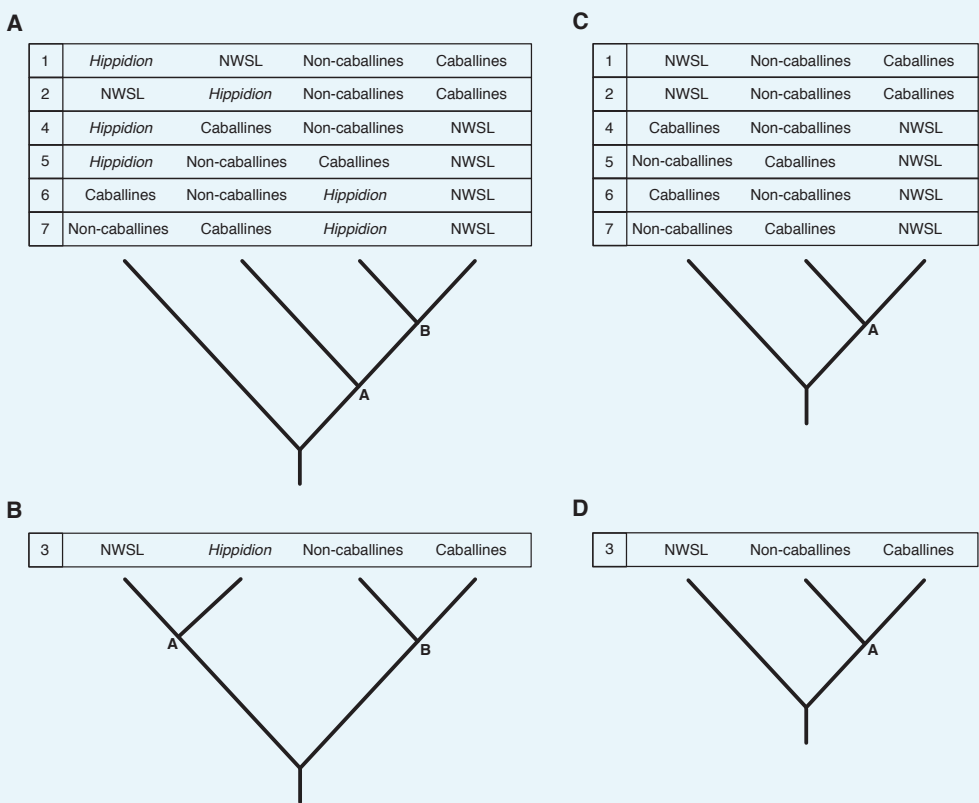 A
1 Hippidion NWSL Non-caballines Caballines
2 NWSL Hippidion Non-caballines Caballines
4 Hippidion Caballines Non-caballines NWSL
5 Hippidion Non-caballines Caballines NWSL
6 Caballines Non-caballines Hippidion NWSL
7 Non-caballines Caballines Hippidion NWSL
B
A
B
3 NWSL Hippidion Non-caballines Caballines
A
B
C
1 NWSL Non-caballines Caballines
2 NWSL Non-caballines Caballines
4 Caballines Non-caballines NWSL
5 Non-caballines Caballines NWSL
6 Caballines Non-caballines NWSL
7 Non-caballines Caballines NWSL
A
D
3 NWSL Non-caballines Caballines
A